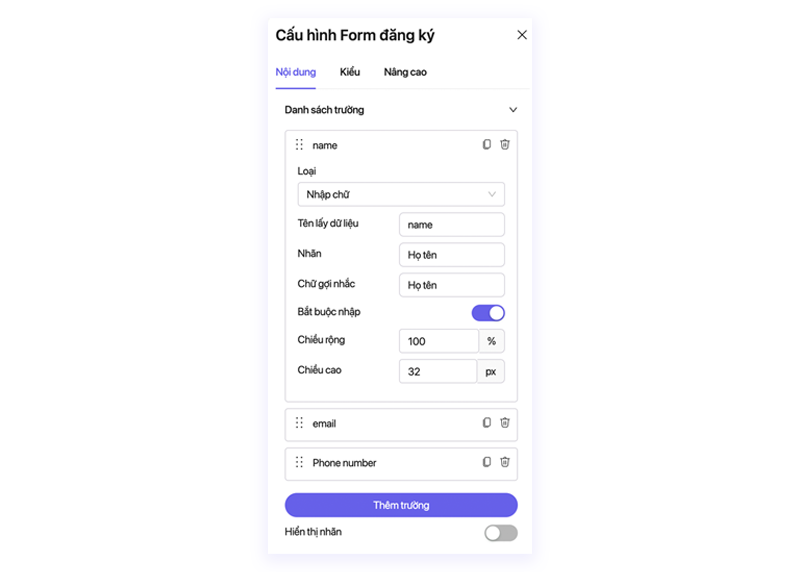 Cấu hình Form đăng ký
Nội dung Kiểu Nâng cao
Danh sách trường
name
Loại
Nhập chữ
Tên lấy dữ liệu name
Nhãn Họ tên
Chữ gợi nhắc Họ tên
Bắt buộc nhập
Chiều rộng 100 %
Chiều cao 32 px
email
Phone number
Thêm trường
Hiển thị nhãn